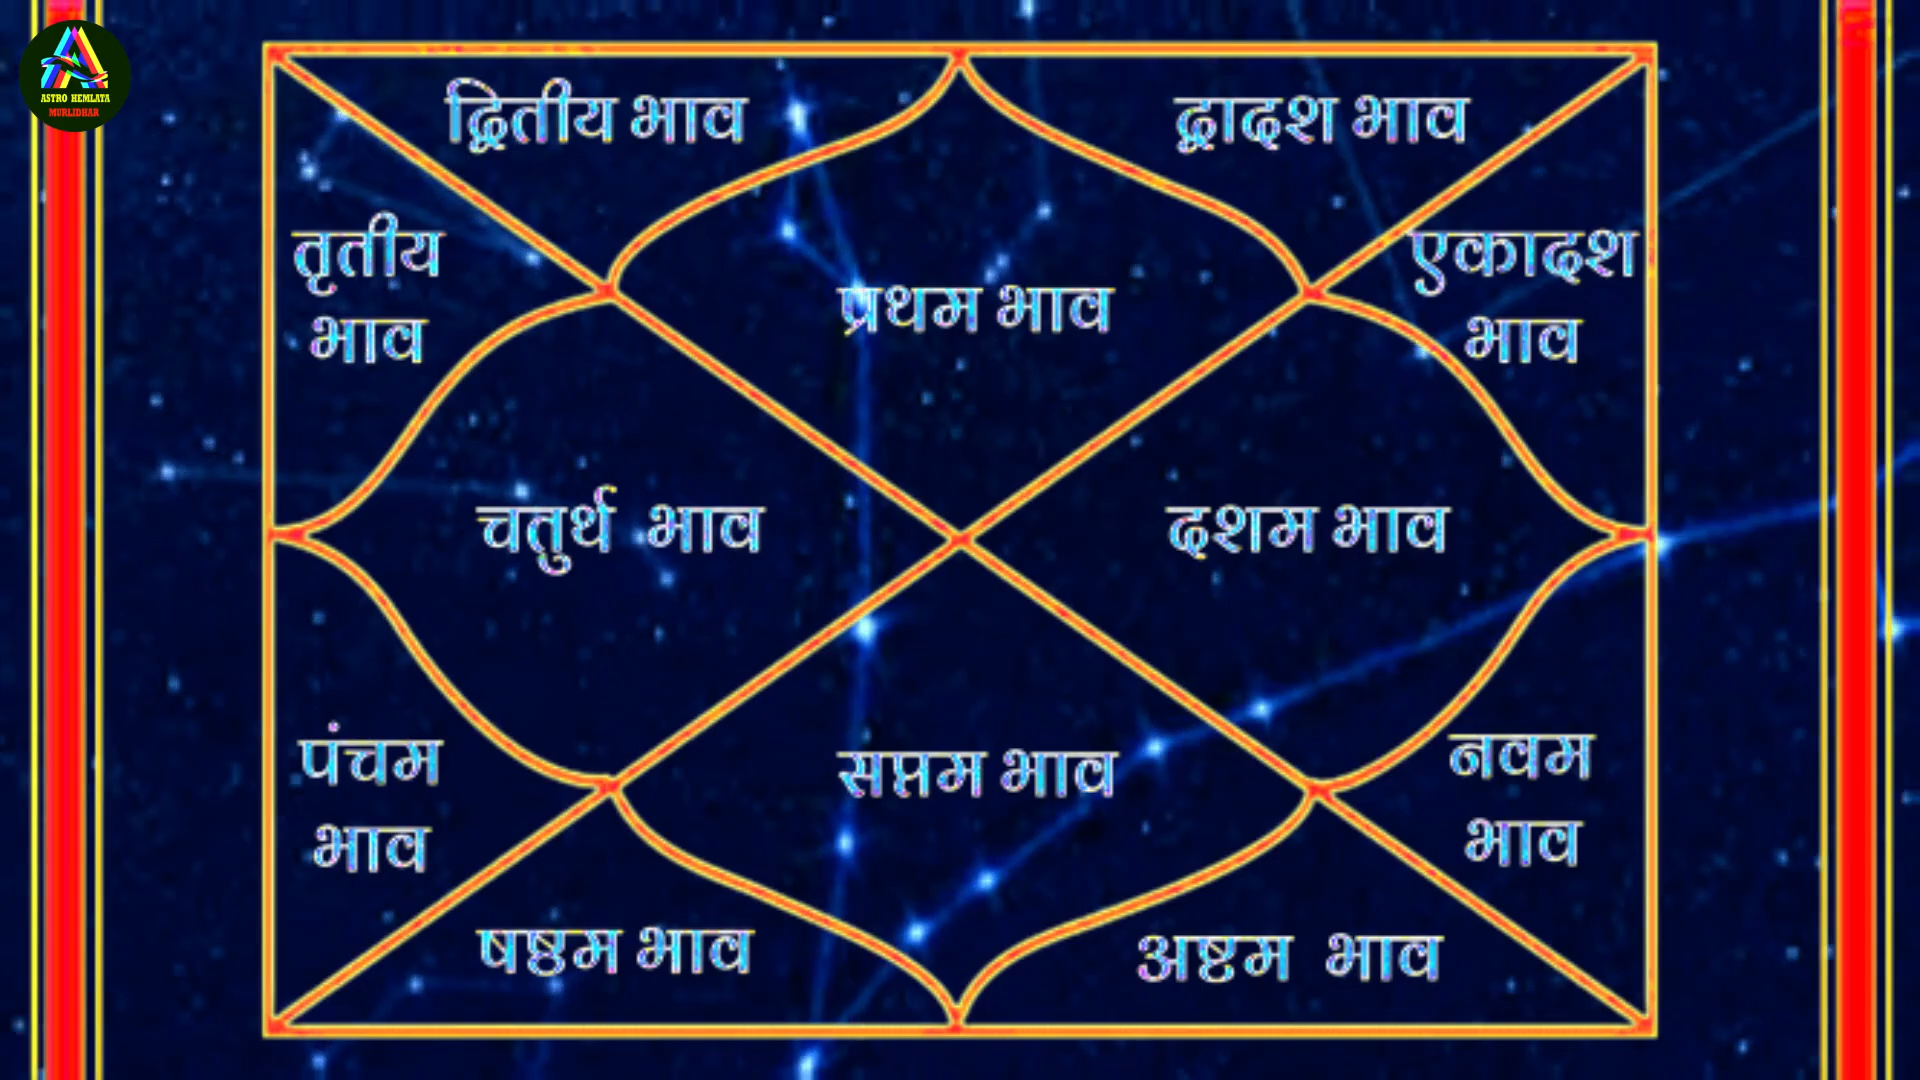 ASTRO HEMLATA
MURLIDHAR
द्वितीय भाव
द्वादश भाव
तृतीय
भाव
प्रथम भाव
एकादश
भाव
चतुर्थ भाव
दशम भाव
पंचम
भाव
सप्तम भाव
नवम
भाव
षष्ठम भाव
अष्टम भाव